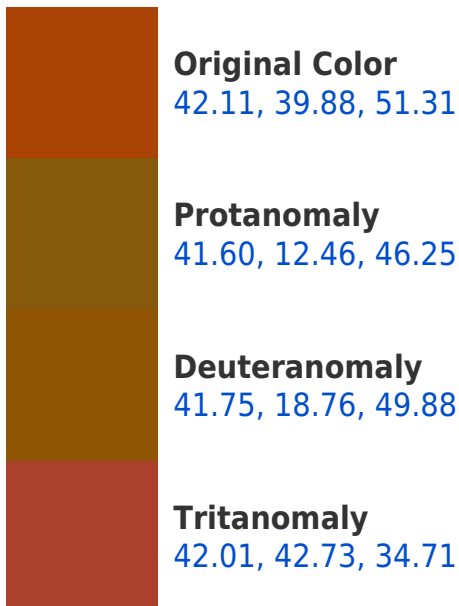 Original Color
42.11, 39.88, 51.31
Protanomaly
41.60, 12.46, 46.25
Deuteranomaly
41.75, 18.76, 49.88
Tritanomaly
42.01, 42.73, 34.71